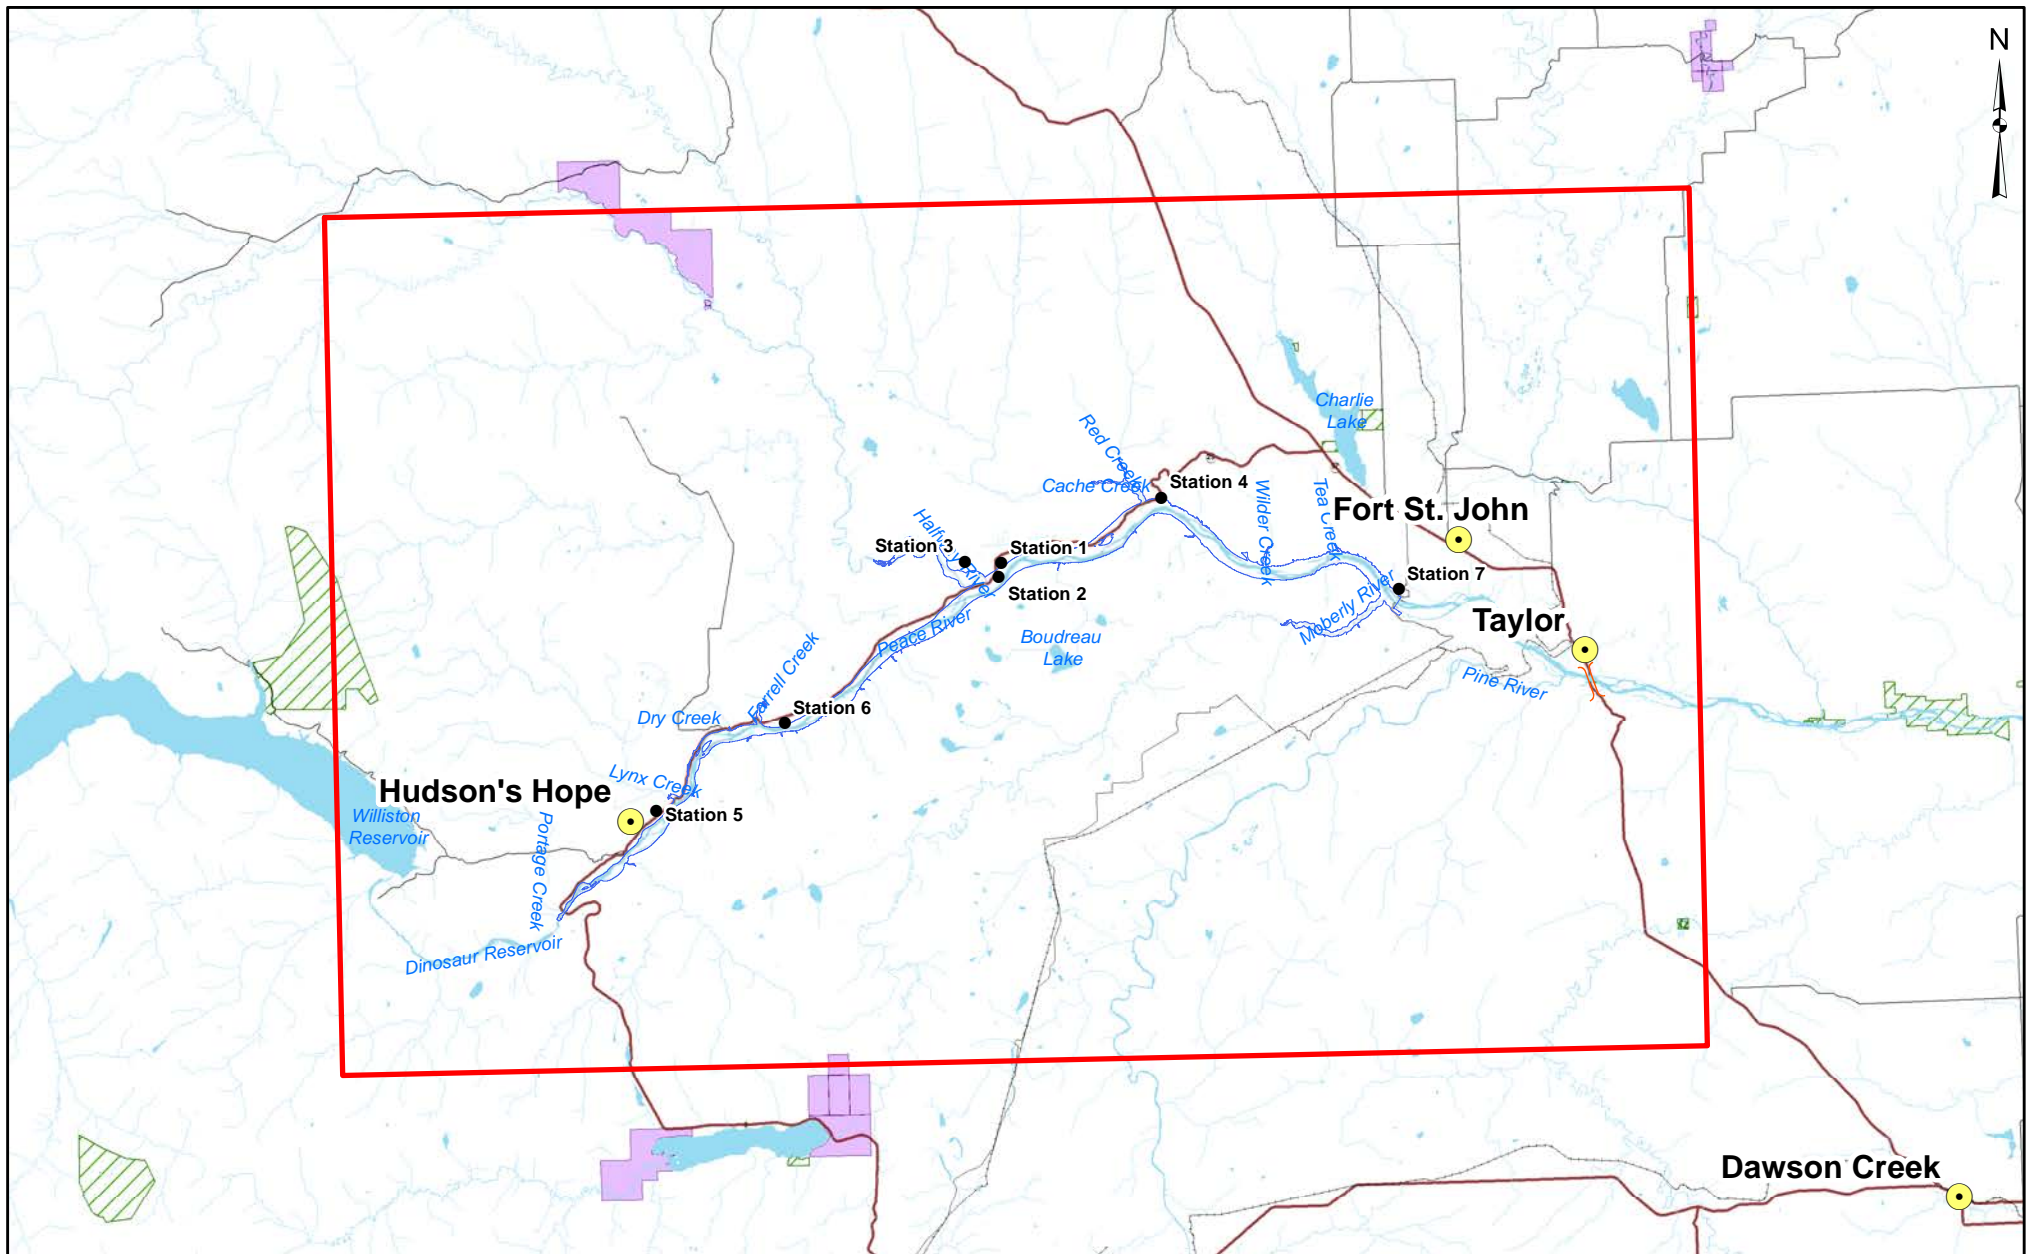 N
Charlie
Lake
Red Creek
Cache Creek
Station 4
Wilder Creek
Tea Creek
Fort St. John
Halfway River
Station 3
Station 1
Station 2
Station 7
Moberly River
Taylor
Peace River
Boudreau
Lake
Pine River
Farrell Creek
Station 6
Dry Creek
Lynx Creek
Hudson's Hope
Station 5
Williston
Reservoir
Portage Creek
Dinosaur Reservoir
Dawson Creek